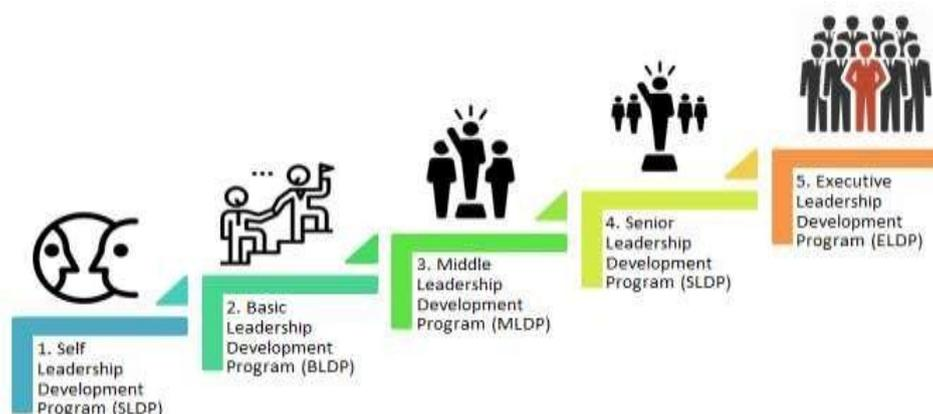 1. Self
Leadership
Development
Program (SLDP)
2. Basic
Leadership
Development
Program (BLDP)
3. Middle
Leadership
Development
Program (MLDP)
4. Senior
Leadership
Development
Program (SLDP)
5. Executive
Leadership
Development
Program (ELDP)